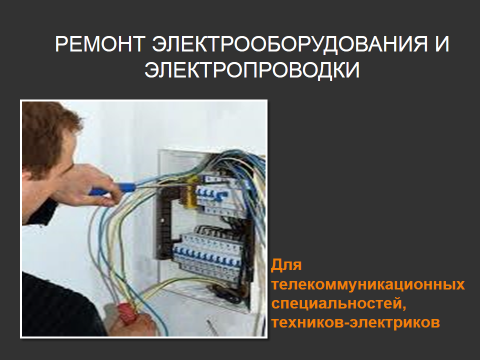 РЕМОНТ ЭЛЕКТРООБОРУДОВАНИЯ И
ЭЛЕКТРОПРОВОДКИ
Для
телекоммуникационных
специальностей,
техников-электриков